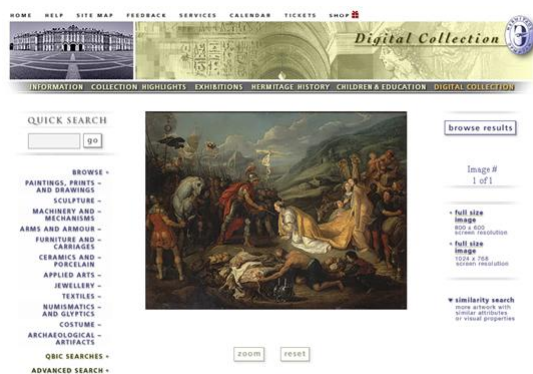 HOME HELP SITE MAP FEEDBACK SERVICES CALENDAR TICKETS SHOP
Digital Collection
INFORMATION COLLECTION HIGHLIGHTS EXHIBITIONS HERMITAGE HISTORY CHILDREN & EDUCATION DIGITAL COLLECTION
QUICK SEARCH
go
BROWSE
PAINTINGS, PRINTS
AND DRAWINGS
SCULPTURE
MACHINERY AND
MECHANISMS
ARMS AND ARMOUR
FURNITURE AND
CARRIAGES
CERAMICS AND
PORCELAIN
APPLIED ARTS
JEWELLERY
TEXTILES
NUMISMATICS
AND GLYPTICS
COSTUME
ARCHAEOLOGICAL
ARTIFACTS
QBIC SEARCHES
ADVANCED SEARCH
zoom reset
browse results
Image #
1 of 1
full size
image
800 x 600
screen resolution
full size
image
1024 x 768
screen resolution
similarity search
more artwork with
similar attributes
or visual properties